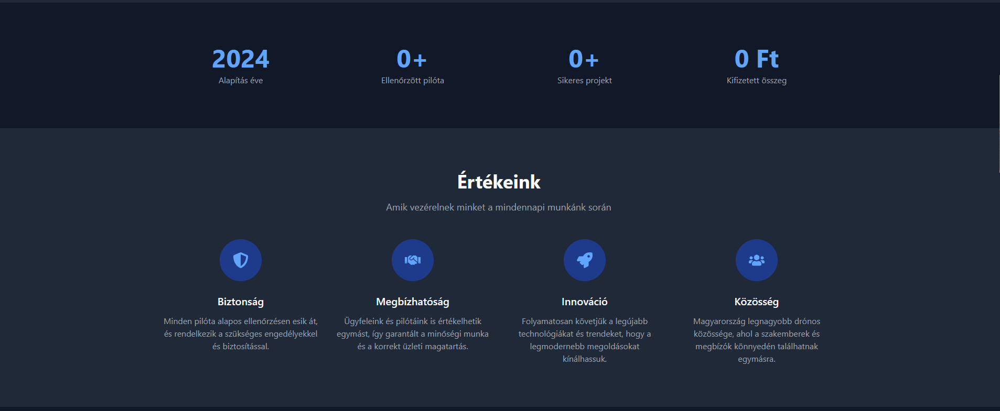 2024
0+
0+
0 Ft
Alapítás éve
Ellenőrzött pilóta
Sikeres projekt
Kifizetett összeg
Értékeink
Amik vezérelnek minket a mindennapi munkánk során
Biztonság
Minden pilóta alapos ellenőrzésen esik át,
és rendelkezik a szükséges engedélyekkel
és biztosítással.
Megbízhatóság
Ügyfeleink és pilótáink is értékelhetik
egymást, így garantált a minőségi munka
és a korrekt üzleti magatartás.
Innováció
Folyamatosan követjük a legújabb
technológiákat és trendeket, hogy a
legmodernebb megoldásokat
kínálhassuk.
Közösség
Magyarország legnagyobb drónos
közössége, ahol a szakemberek és
megbízók könnyedén találhatnak
egymásra.